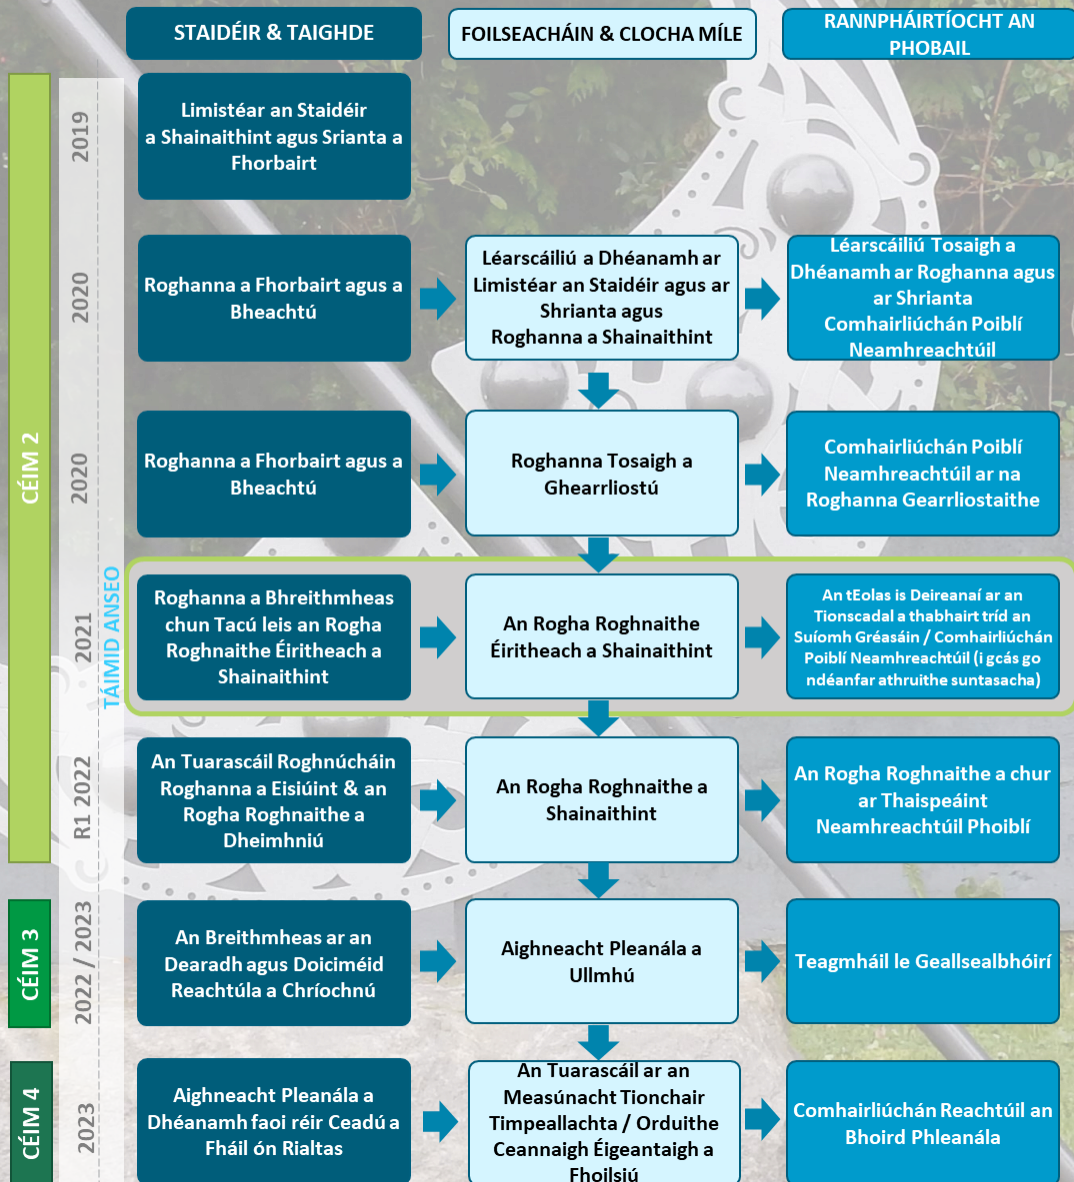 STAIDÉIR & TAIGHDE
FOILSEACHÁIN & CLOCHA MÍLE
RANNPHÁIRTÍOCHT AN
PHOBAIL
CÉIM 2
2019
Limistéar an Staidéir
a Shainaithint agus Srianta a
Fhorbairt
2020
Roghanna a Fhorbairt agus a
Bheachtú
Léarscáiliú a Dhéanamh ar
Limistéar an Staidéir agus ar
Shrianta agus
Roghanna a Shainaithint
Léarscáiliú Tosaigh a
Dhéanamh ar Roghanna agus
ar Shrianta
Comhairliúchán Poiblí
Neamhreachtúil
2020
Roghanna a Fhorbairt agus a
Bheachtú
Roghanna Tosaigh a
Ghearrliostú
Comhairliúchán Poiblí
Neamhreachtúil ar na
Roghanna Gearrliostaithe
2021
TÁIMID ANSEO
Roghanna a Bhreithmheas
chun Tacú leis an Rogha
Roghnaithe Éiritheach a
Shainaithint
An Rogha Roghnaithe
Éiritheach a Shainaithint
An tEolas is Deireanaí ar an
Tionscadal a thabhairt tríd an
Suíomh Gréasáin / Comhairliúchán
Poiblí Neamhreachtúil (i gcás go
ndéanfar athruithe suntasacha)
R1 2022
An Tuarascáil Roghnúcháin
Roghanna a Eisiúint & an
Rogha Roghnaithe a
Dheimhniú
An Rogha Roghnaithe a
Shainaithint
An Rogha Roghnaithe a chur
ar Thaispeáint
Neamhreachtúil Phoiblí
CÉIM 3
2022 / 2023
An Breithmheas ar an
Dearadh agus Doiciméid
Reachtúla a Chríochnú
Aighneacht Pleanála a
Ullmhú
Teagmháil le Geallsealbhóirí
CÉIM 4
2023
Aighneacht Pleanála a
Dhéanamh faoi réir Ceadú a
Fháil ón Rialtas
An Tuarascáil ar an
Measúnacht Tionchair
Timpeallachta / Orduithe
Ceannaigh Éigeantaigh a
Fhoilsiú
Comhairliúchán Reachtúil an
Bhoird Phleanála